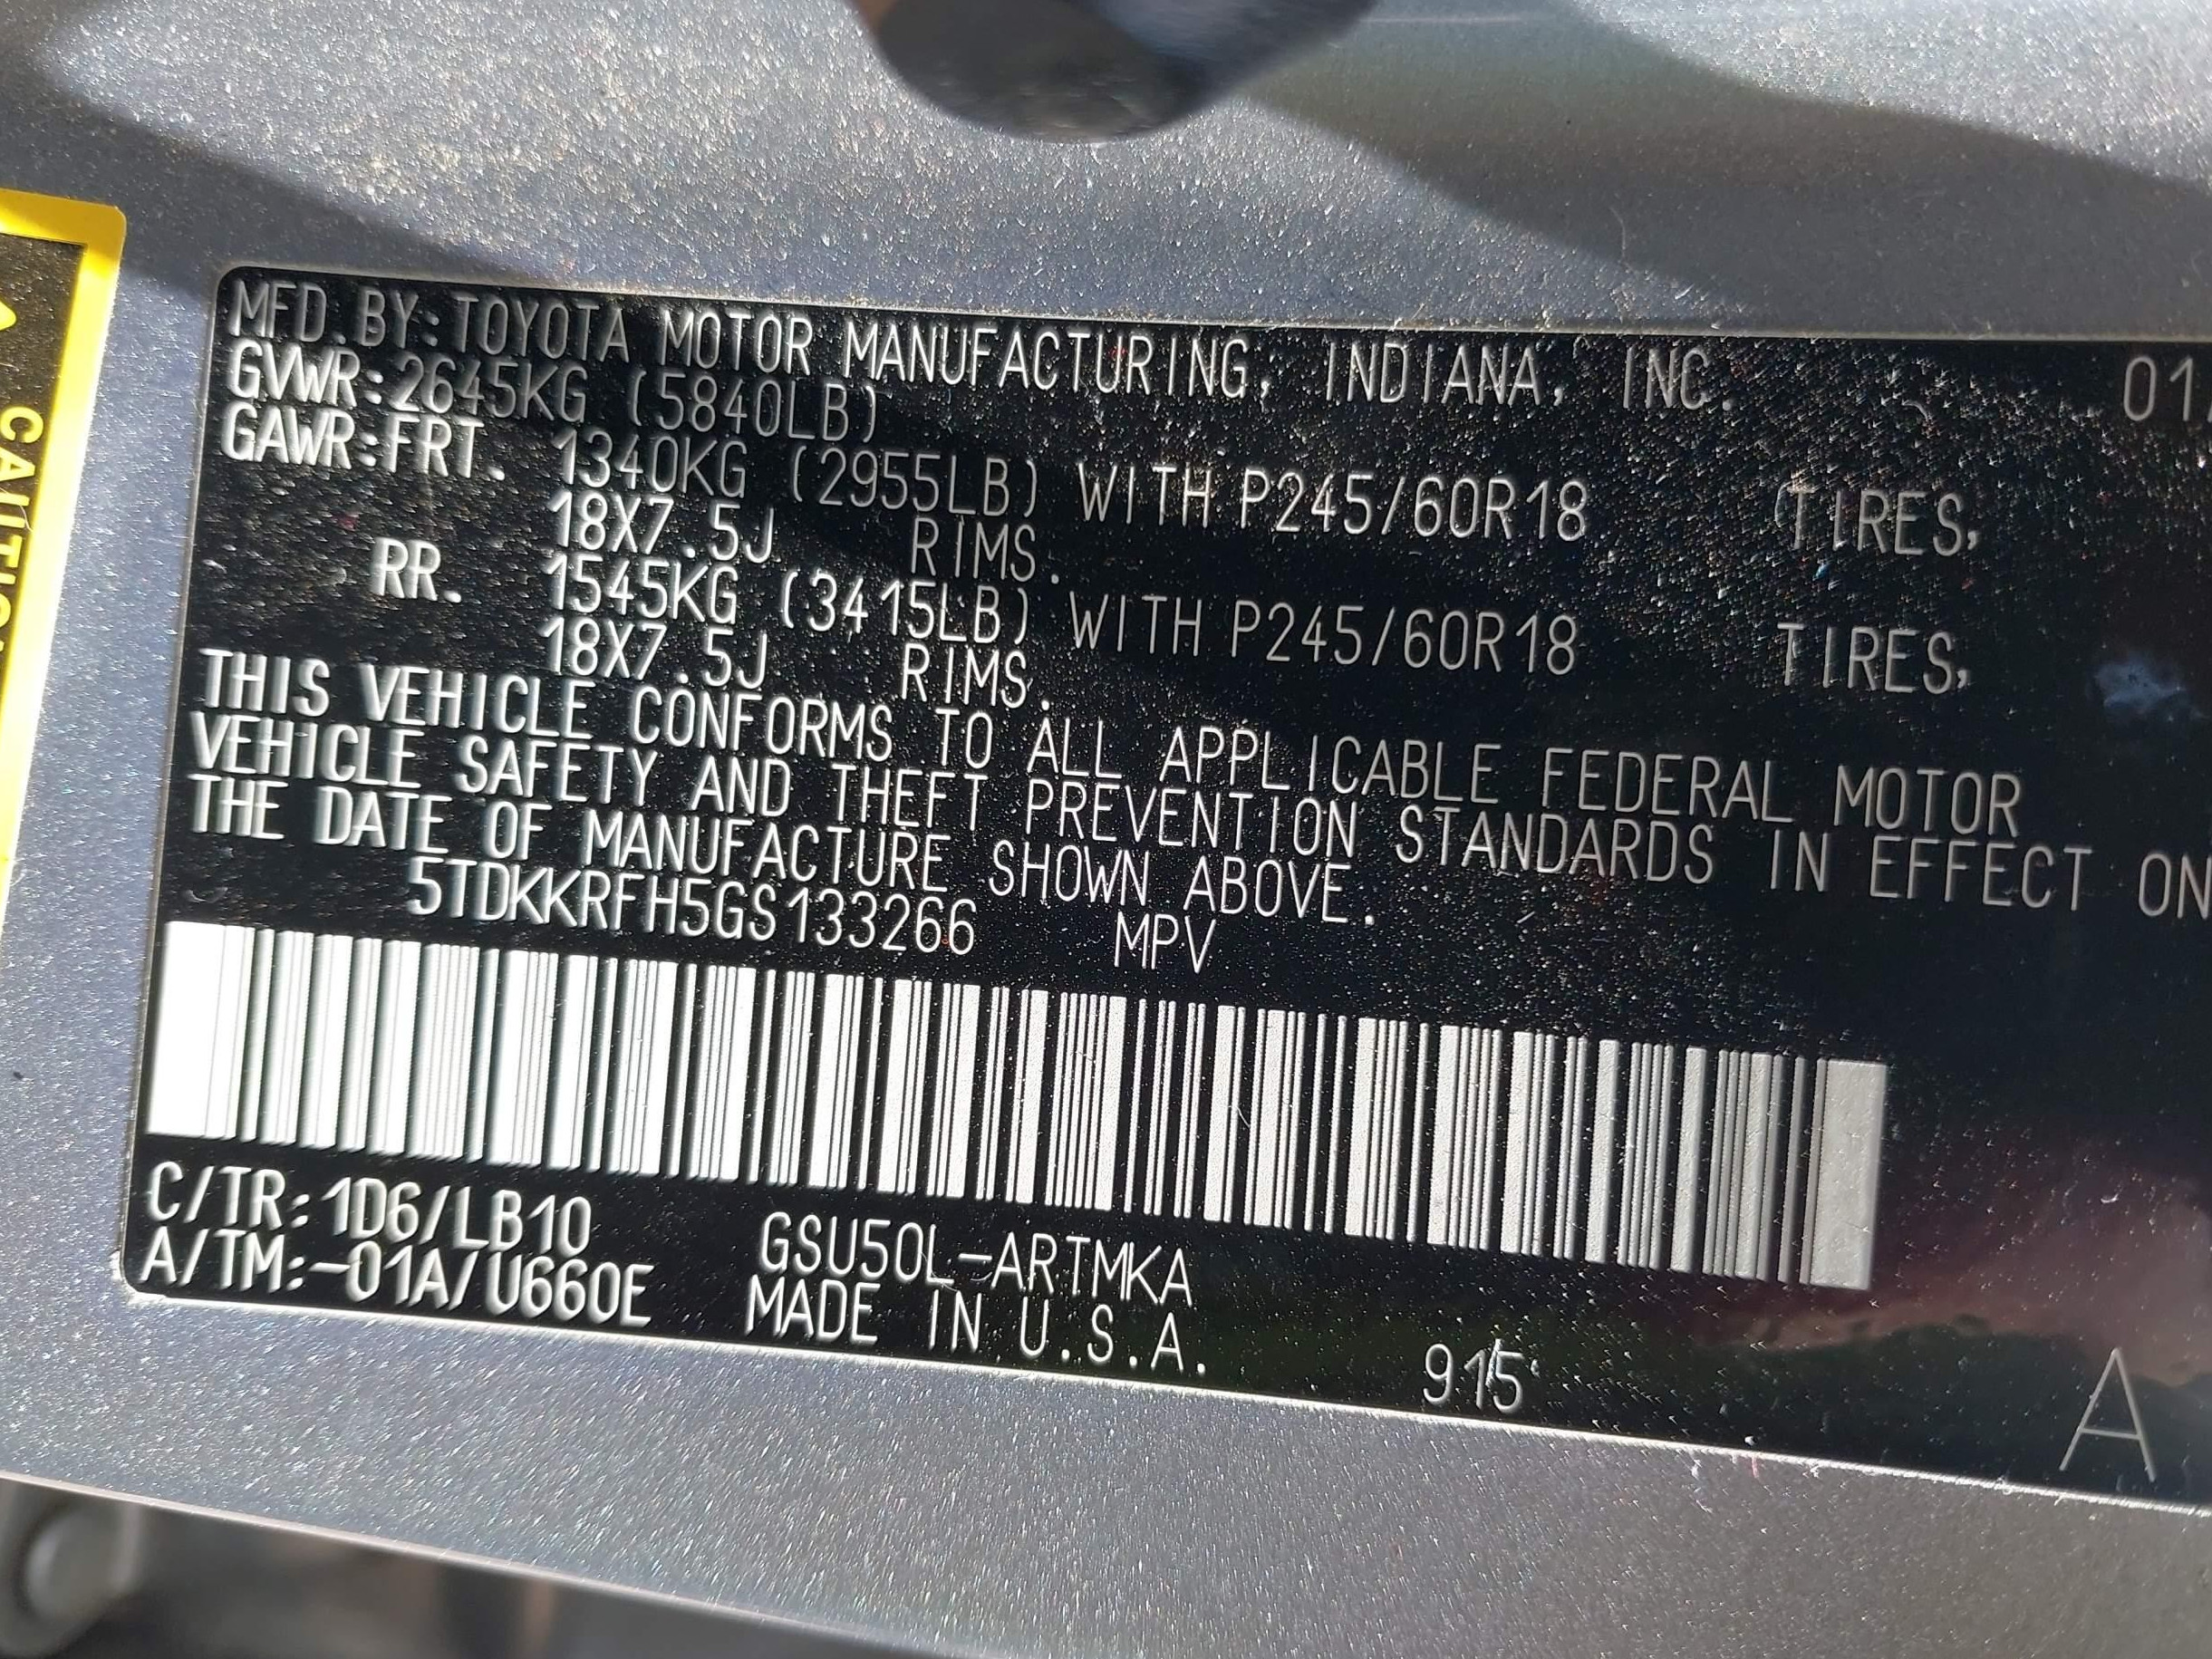 MFD.BY:TOYOTA MOTOR MANUFACTURING, INDIANA, INC. 01
GVWR:2645KG (5840LB)
GAWR:FRT. 1340KG (2955LB) WITH P245/60R18 TIRES,
18X7.5J RIMS.
RR. 1545KG (3415LB) WITH P245/60R18 TIRES,
18X7.5J RIMS.
THIS VEHICLE CONFORMS TO ALL APPLICABLE FEDERAL MOTOR
VEHICLE SAFETY AND THEFT PREVENTION STANDARDS IN EFFECT ON
THE DATE OF MANUFACTURE SHOWN ABOVE.
5TDKKRFH5GS133266 MPV
C/TR:1D6/LB10 GSU50L-ARTMKA
A/TM:-01A/U660E MADE IN U.S.A. 915 A
CAUTION